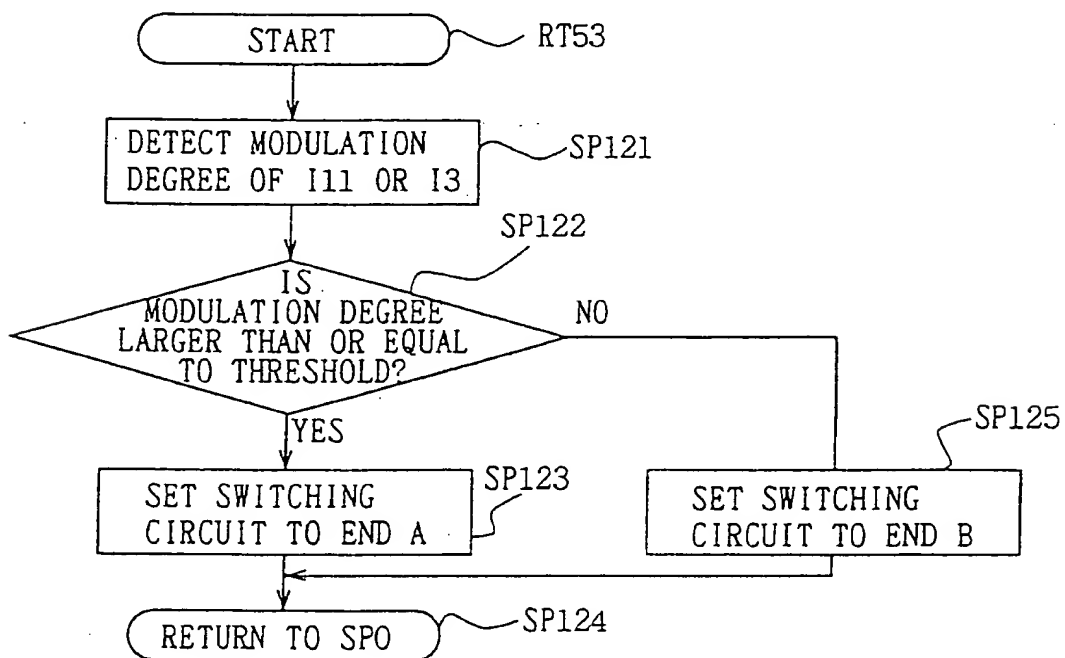 START
RT53
DETECT MODULATION
DEGREE OF I11 OR I3
SP121
SP122
IS
MODULATION DEGREE
LARGER THAN OR EQUAL
TO THRESHOLD?
NO
YES
SP123
SET SWITCHING
CIRCUIT TO END A
SP125
SET SWITCHING
CIRCUIT TO END B
RETURN TO SP0
SP124